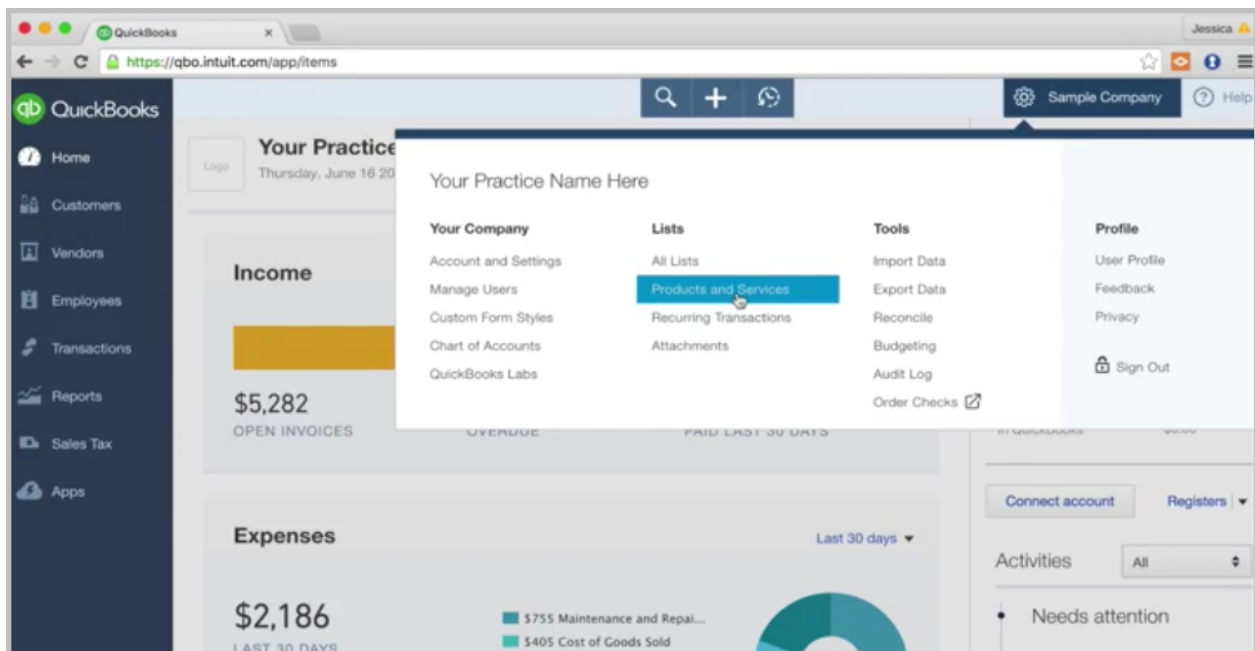 QuickBooks
Jessica
https://qbo.intuit.com/app/items
qb QuickBooks
Sample Company
Help
Home
Customers
Vendors
Employees
Transactions
Reports
Sales Tax
Apps
Logo
Your Practice
Thursday, June 16 20
Your Practice Name Here
Your Company
Account and Settings
Manage Users
Custom Form Styles
Chart of Accounts
QuickBooks Labs
Lists
All Lists
Products and Services
Recurring Transactions
Attachments
Tools
Import Data
Export Data
Reconcile
Budgeting
Audit Log
Order Checks
Profile
User Profile
Feedback
Privacy
Sign Out
Income
$5,282
OPEN INVOICES
OVERDUE
PAID LAST 30 DAYS
In QuickBooks
Connect account
Registers
Expenses
Last 30 days
$2,186
LAST 30 DAYS
$755 Maintenance and Repai...
$405 Cost of Goods Sold
Activities
All
Needs attention